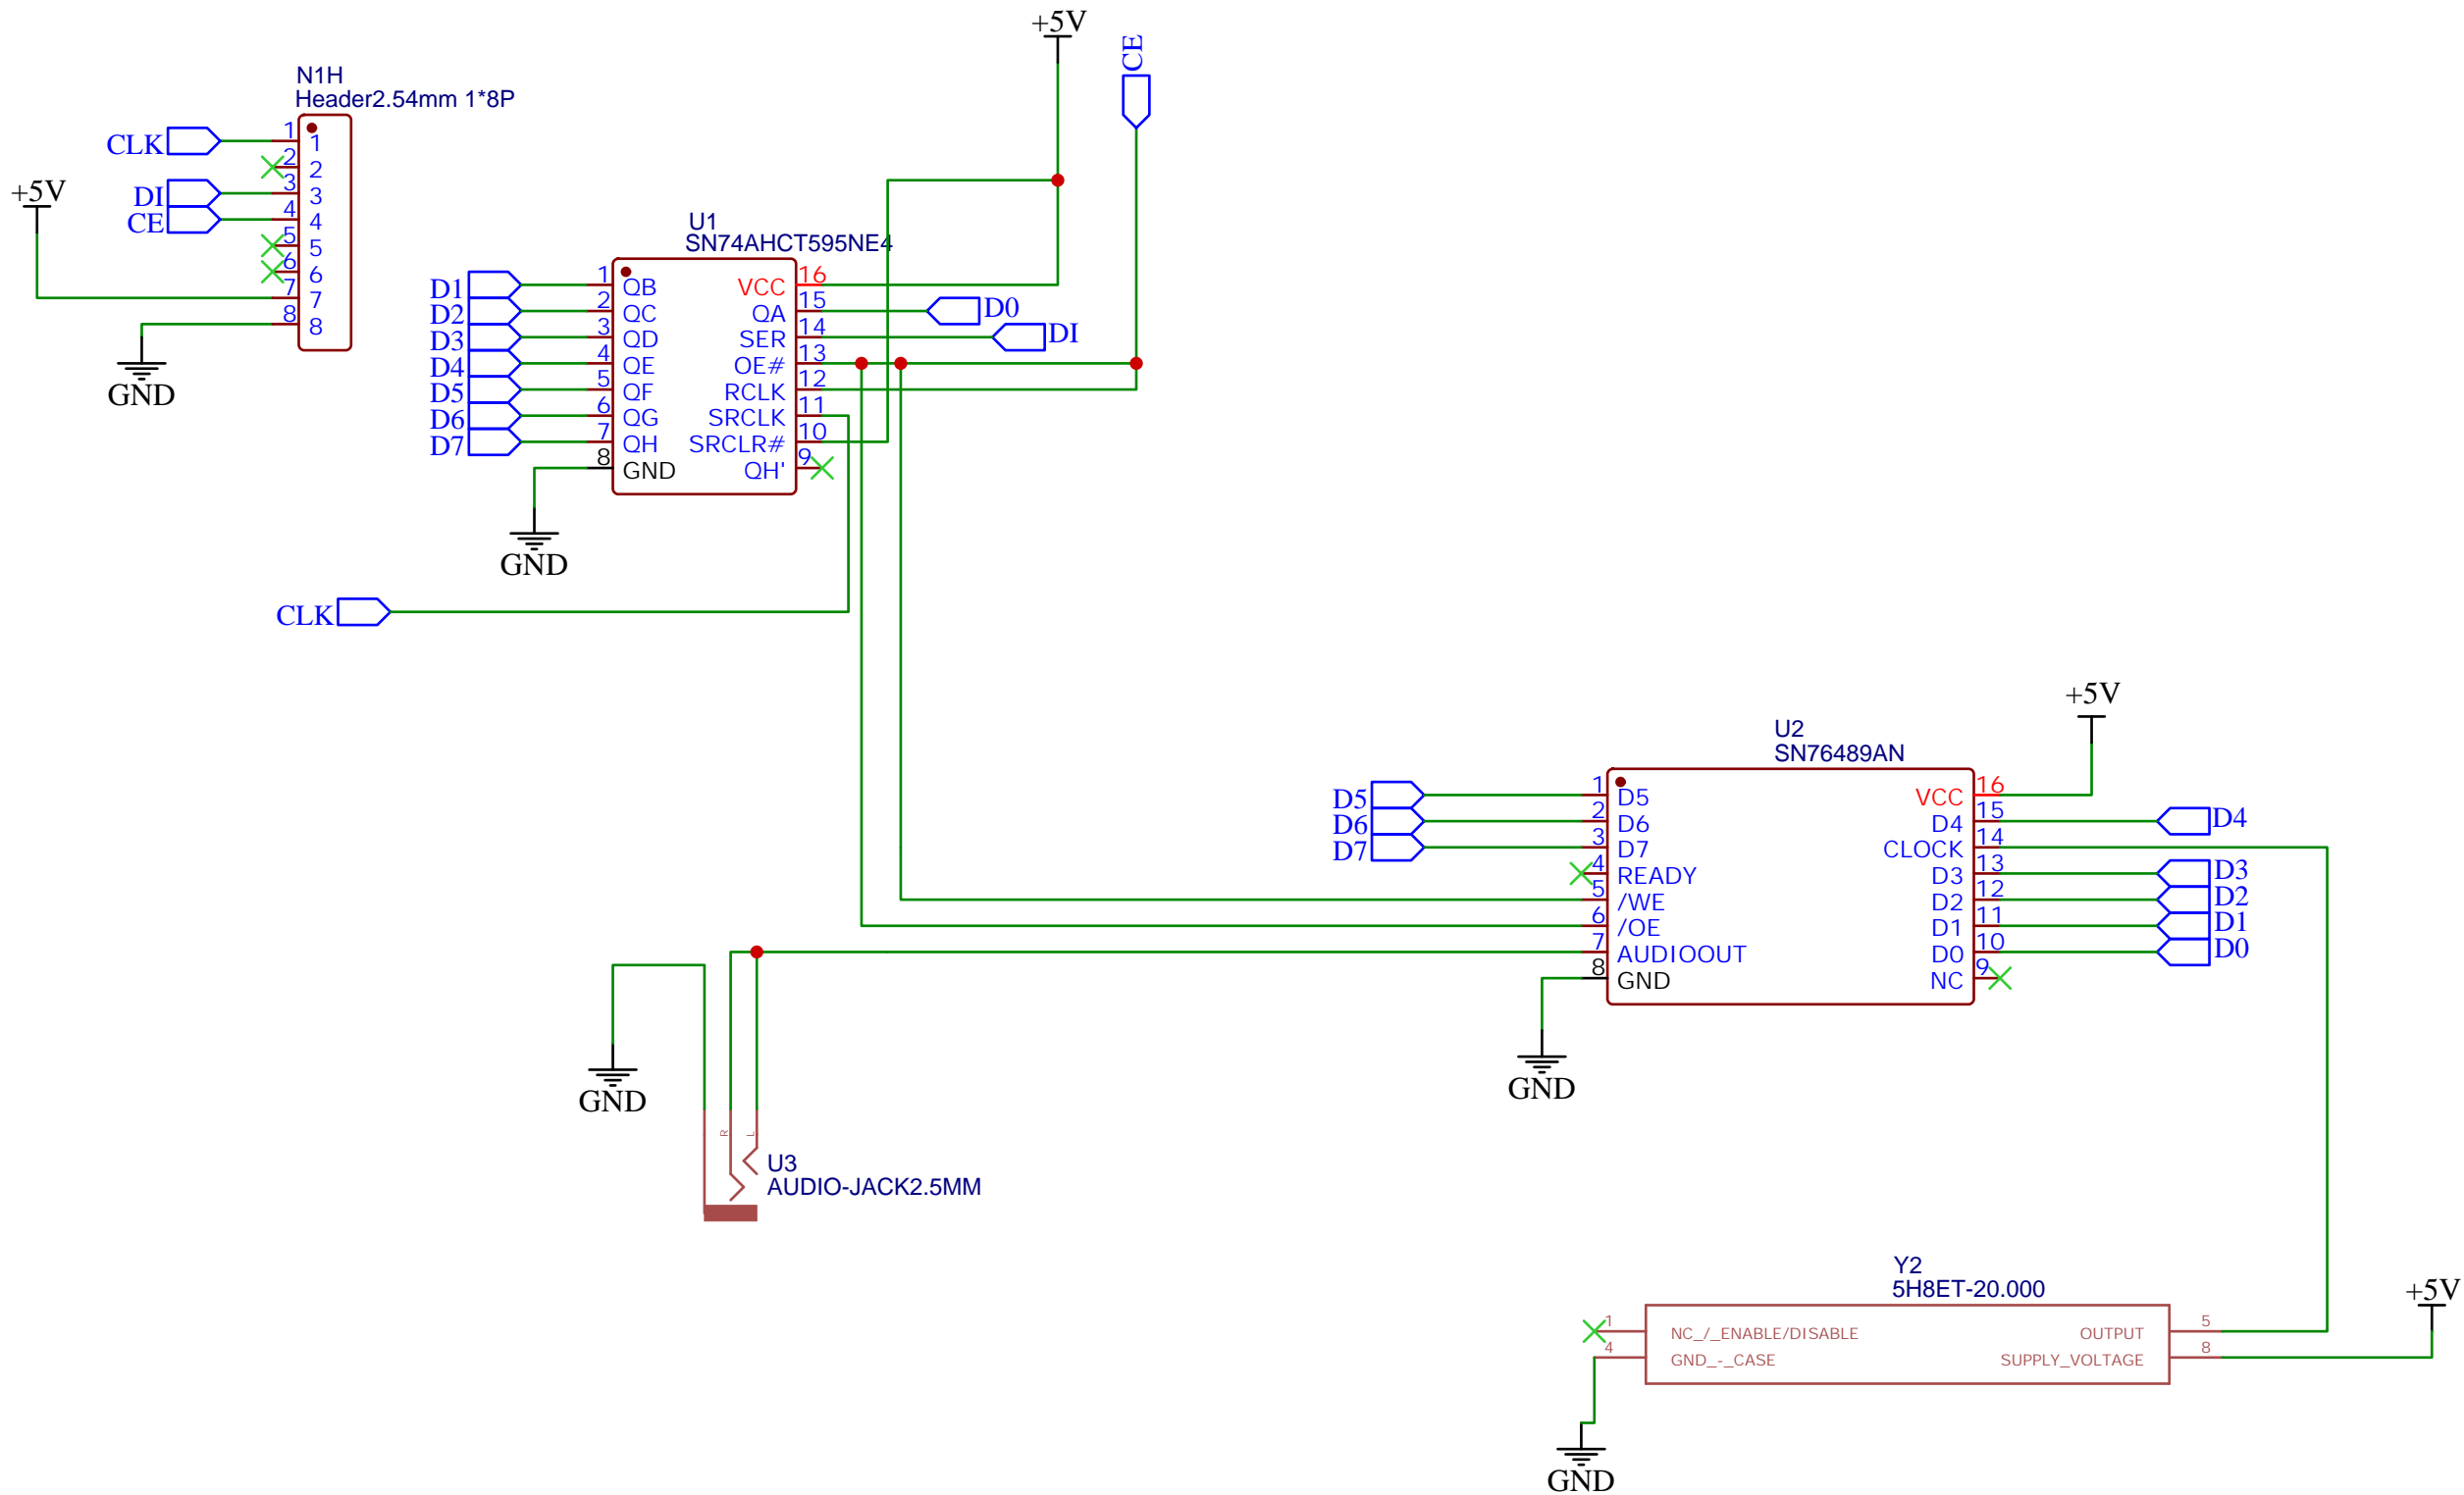 +5V
CE
N1H
Header2.54mm 1*8P
CLK
DI
CE
+5V
1 1
2 2
3 3
4 4
5 5
6 6
7 7
8 8
GND
U1
SN74AHCT595NE4
D1 1 QB VCC 16
D2 2 QC QA 15 D0
D3 3 QD SER 14 DI
D4 4 QE OE# 13
D5 5 QF RCLK 12
D6 6 QG SRCLK 11
D7 7 QH SRCLR# 10
8 GND QH' 9
GND
CLK
+5V
U2
SN76489AN
D5 1 D5 VCC 16
D6 2 D6 D4 15 D4
D7 3 D7 CLOCK 14
4 READY D3 13 D3
5 /WE D2 12 D2
6 /OE D1 11 D1
7 AUDIOOUT D0 10 D0
8 GND NC 9
GND
GND
R L
U3
AUDIO-JACK2.5MM
Y2
5H8ET-20.000
+5V
1 NC_/_ENABLE/DISABLE OUTPUT 5
4 GND_-_CASE SUPPLY_VOLTAGE 8
GND